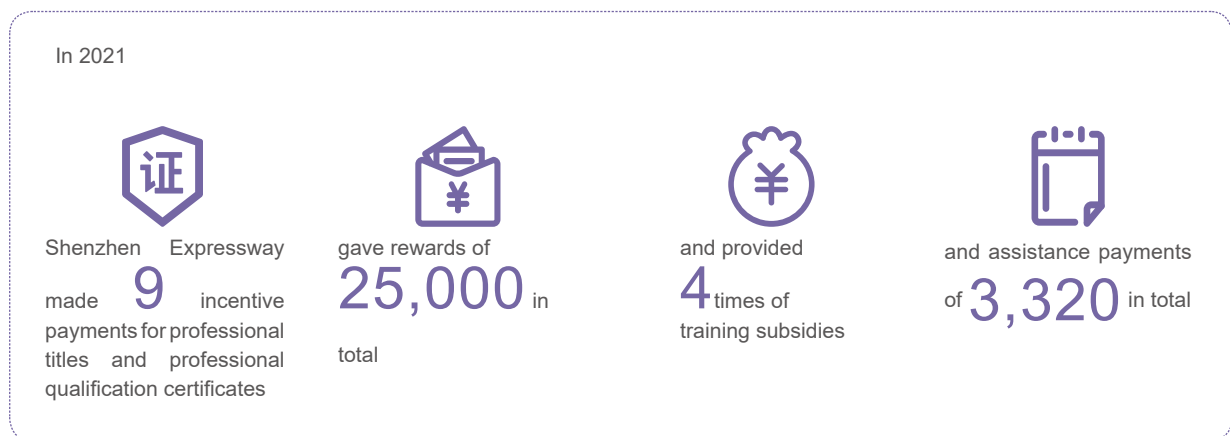 In 2021
证
Shenzhen Expressway
made 9 incentive
payments for professional
titles and professional
qualification certificates
¥
gave rewards of
25,000 in
total
¥
and provided
4 times of
training subsidies
and assistance payments
of 3,320 in total